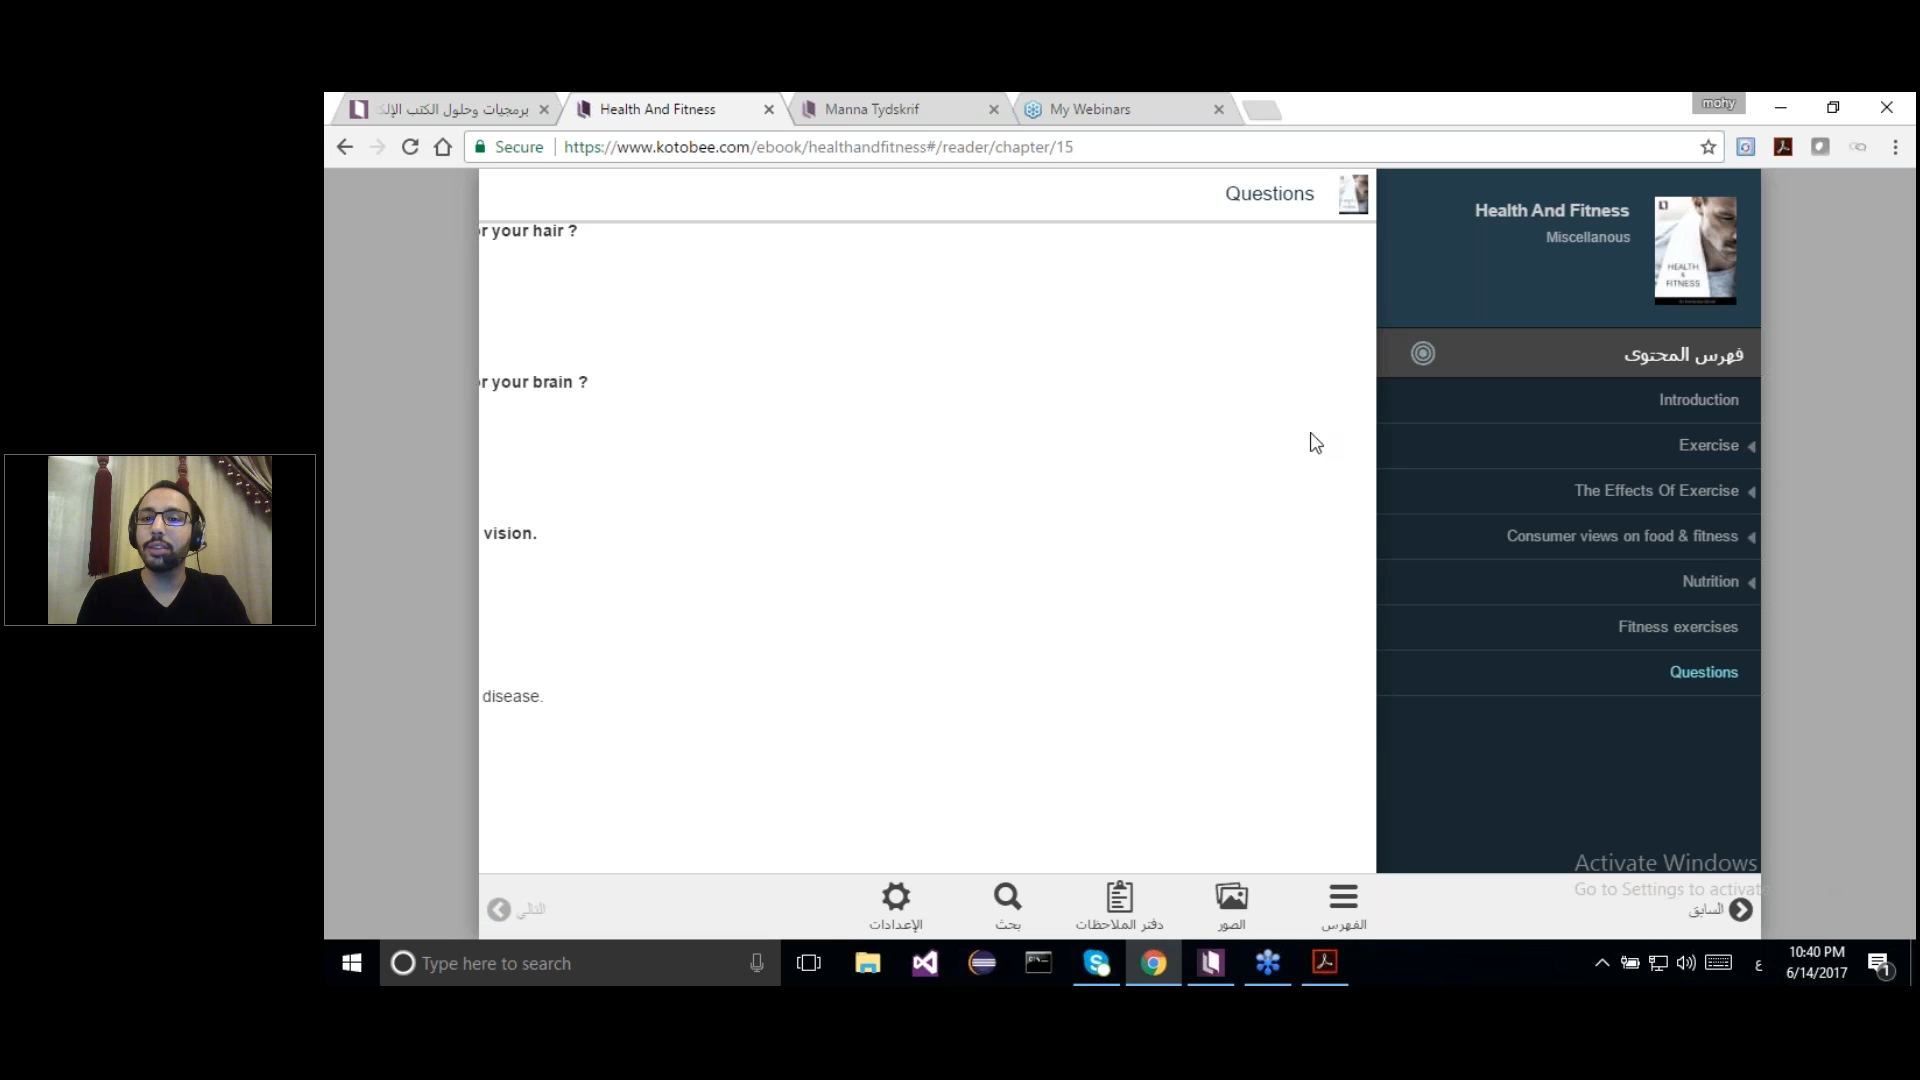 برمجيات وحلول الكتب الإلك
Health And Fitness
Manna Tydskrif
My Webinars
mohy
Secure
https://www.kotobee.com/ebook/healthandfitness#/reader/chapter/15
Questions
r your hair ?
r your brain ?
vision.
disease.
Health And Fitness
Miscellanous
HEALTH
&
FITNESS
فهرس المحتوى
Introduction
Exercise
The Effects Of Exercise
Consumer views on food & fitness
Nutrition
Fitness exercises
Questions
Activate Windows
Go to Settings to activat
التالي
الإعدادات
بحث
دفتر الملاحظات
الصور
الفهرس
السابق
Type here to search
ع
10:40 PM
6/14/2017
1